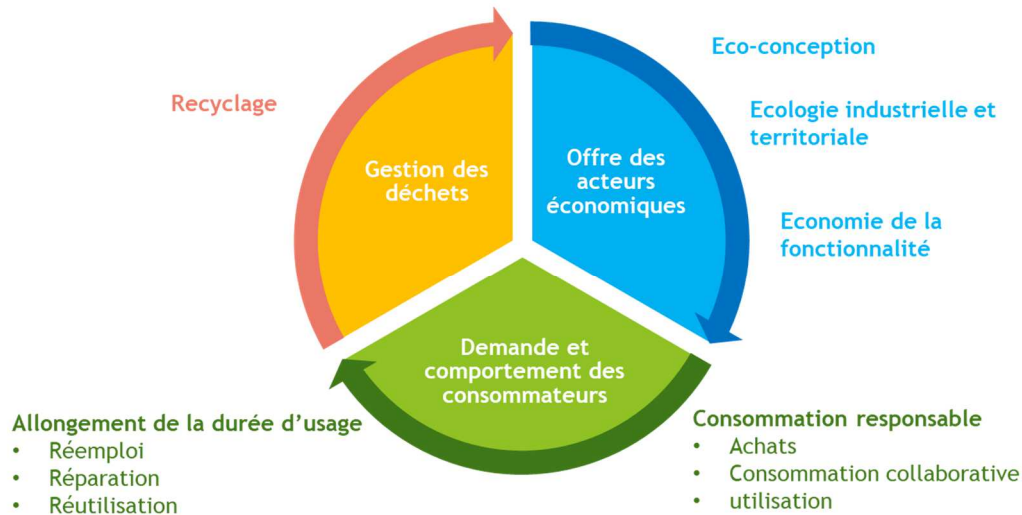 Recyclage
Gestion des
déchets
Offre des
acteurs
économiques
Eco-conception
Ecologie industrielle et
territoriale
Economie de la
fonctionnalité
Demande et
comportement des
consommateurs
Consommation responsable
• Achats
• Consommation collaborative
• utilisation
Allongement de la durée d’usage
• Réemploi
• Réparation
• Réutilisation